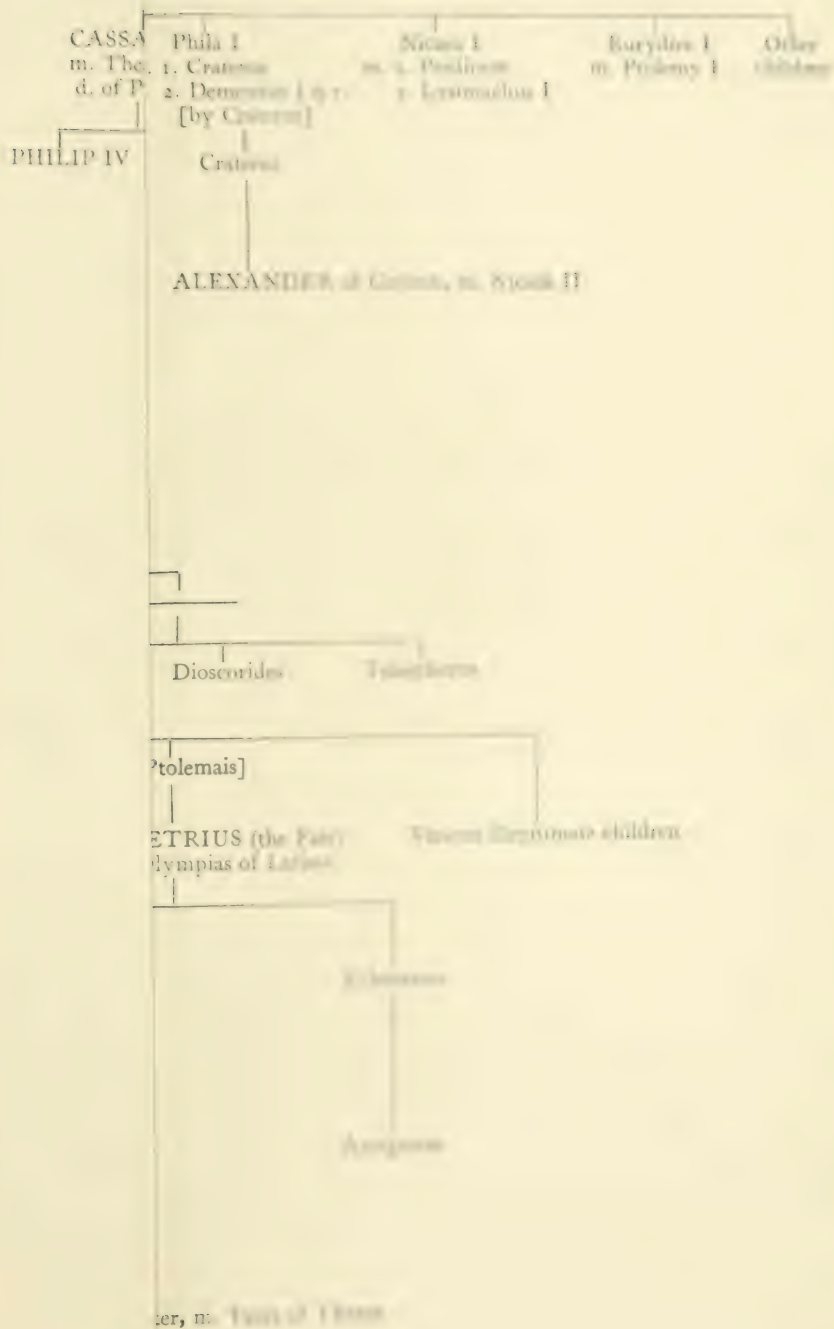 CASSA Phila I Nicaea I Eurydice I Other
m. The. 1. Craterus m. 1. Perdiccas m. Ptolemy I children
d. of P 2. Demetrius I q.v. 2. Lysimachus I
[by Craterus]
PHILIP IV Craterus
ALEXANDER of Corinth, m. Nicaea II
Dioscorides Telesphorus
Ptolemais]
ETRIUS (the Fair) Various illegitimate children
lympias of Larissa
Echecrates
Antigonus
ter, m.